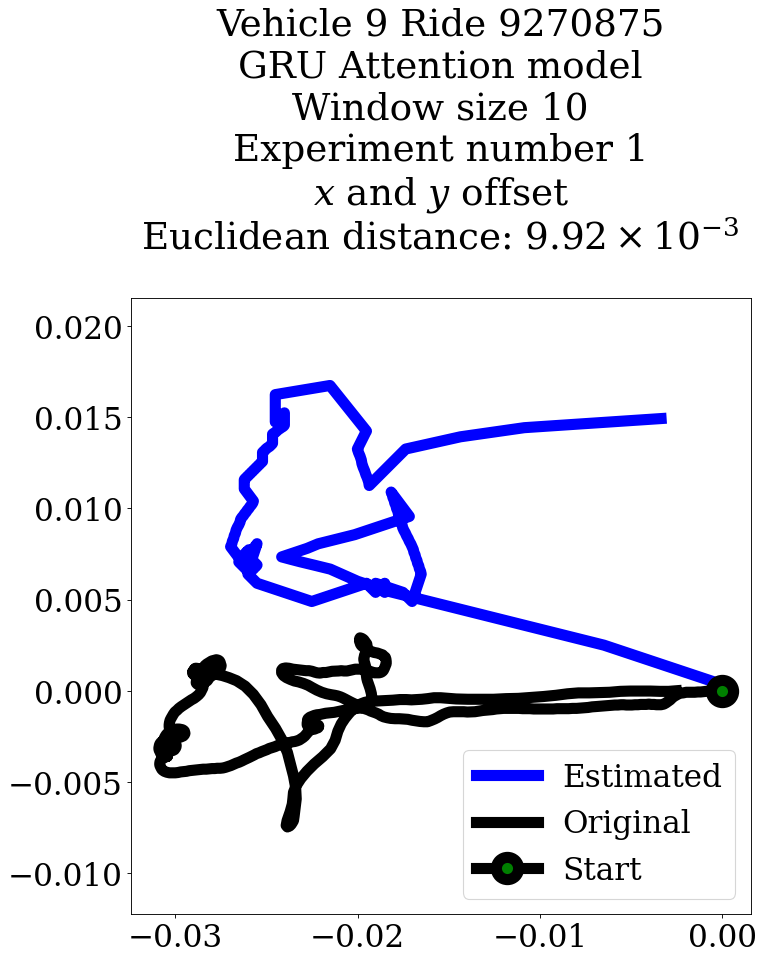 Vehicle 9 Ride 9270875
GRU Attention model
Window size 10
Experiment number 1
x and y offset
Euclidean distance: 9.92 × 10⁻³
0.020
0.015
0.010
0.005
0.000
−0.005
−0.010
Estimated
Original
Start
−0.03
−0.02
−0.01
0.00